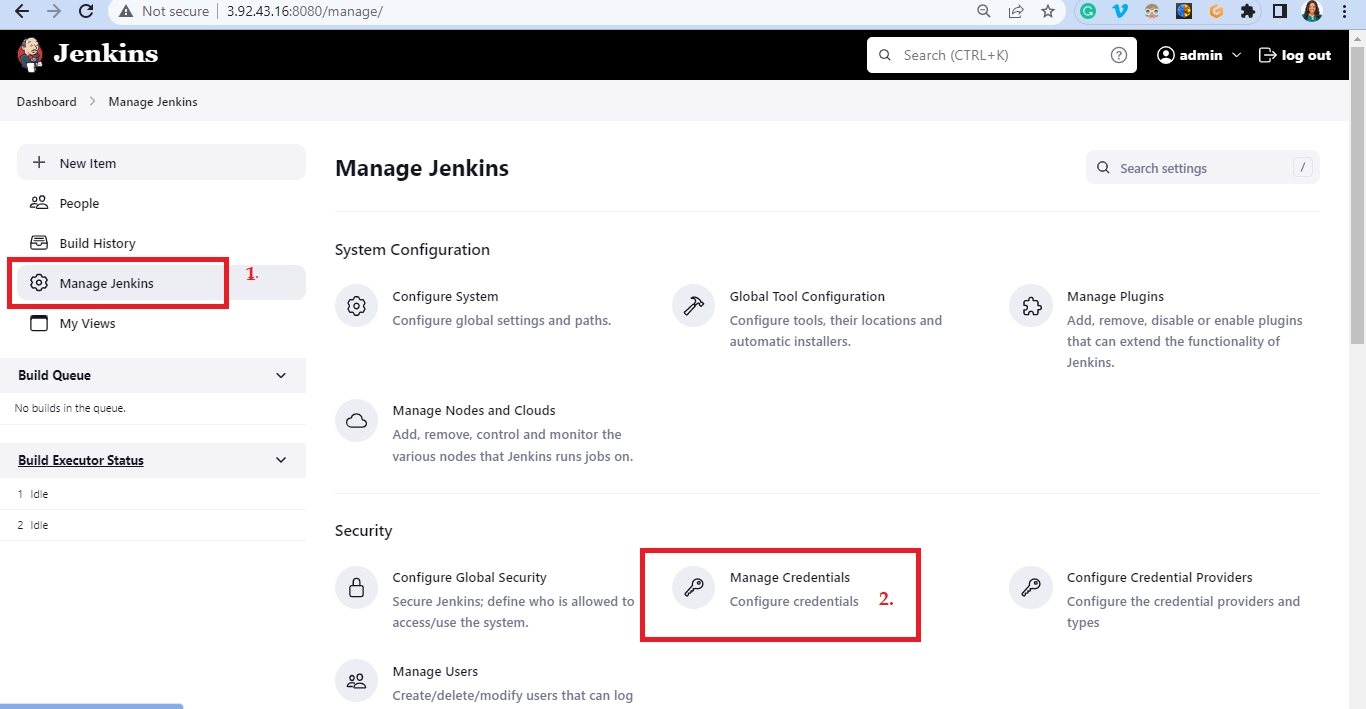 Not secure | 3.92.43.16:8080/manage/
Jenkins
Search (CTRL+K)
?
admin
log out
Dashboard > Manage Jenkins
New Item
People
Build History
Manage Jenkins
1.
My Views
Build Queue
No builds in the queue.
Build Executor Status
1 Idle
2 Idle
Manage Jenkins
Search settings
/
System Configuration
Configure System
Configure global settings and paths.
Global Tool Configuration
Configure tools, their locations and
automatic installers.
Manage Plugins
Add, remove, disable or enable plugins
that can extend the functionality of
Jenkins.
Manage Nodes and Clouds
Add, remove, control and monitor the
various nodes that Jenkins runs jobs on.
Security
Configure Global Security
Secure Jenkins; define who is allowed to
access/use the system.
Manage Credentials
Configure credentials
2.
Configure Credential Providers
Configure the credential providers and
types
Manage Users
Create/delete/modify users that can log